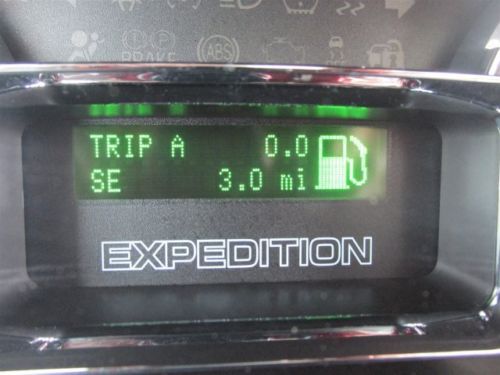 BRAKE
ABS
TRIP A 0.0
SE 3.0 mi
EXPEDITION